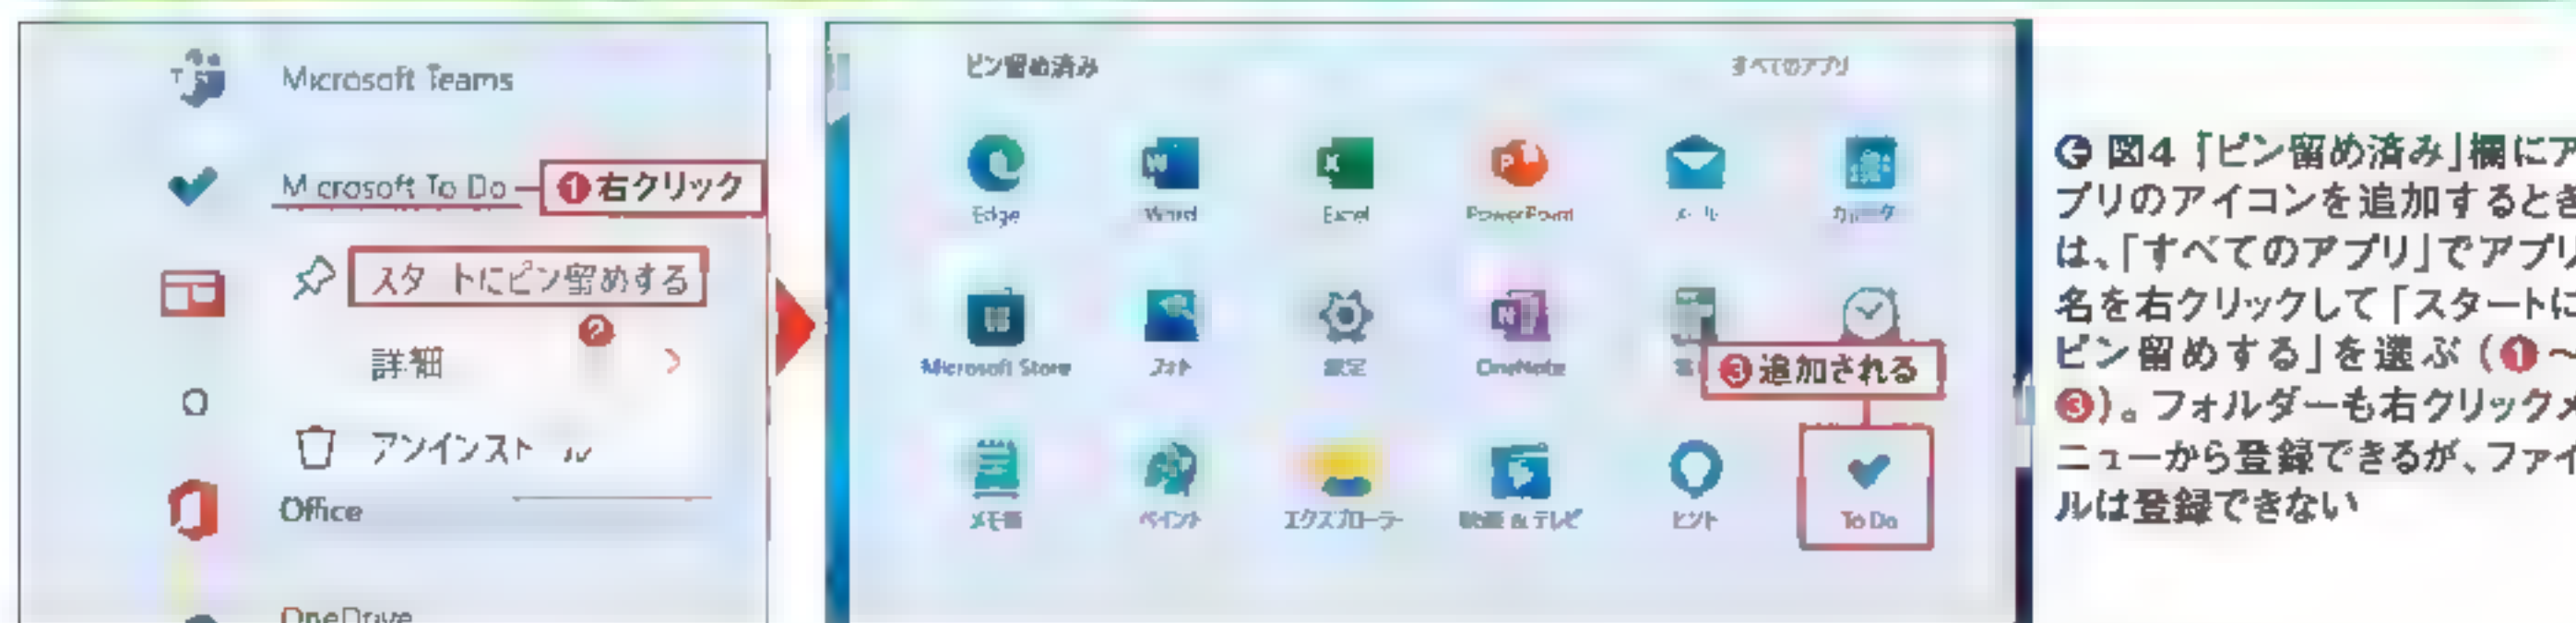 Microsoft Teams
Microsoft To Do
❶右クリック
スタートにピン留めする
❷
詳細
アンインストール
Office
OneDrive
ピン留め済み
すべてのアプリ
Edge
Word
Excel
PowerPoint
メール
カレンダー
Microsoft Store
フォト
設定
OneNote
❸追加される
メモ帳
ペイント
エクスプローラー
映画 & テレビ
ヒント
To Do
図4 「ピン留め済み」欄にア
プリのアイコンを追加するとき
は、「すべてのアプリ」でアプリ
名を右クリックして「スタートに
ピン留めする」を選ぶ（❶～
❸）。フォルダーも右クリックメ
ニューから登録できるが、ファイ
ルは登録できない